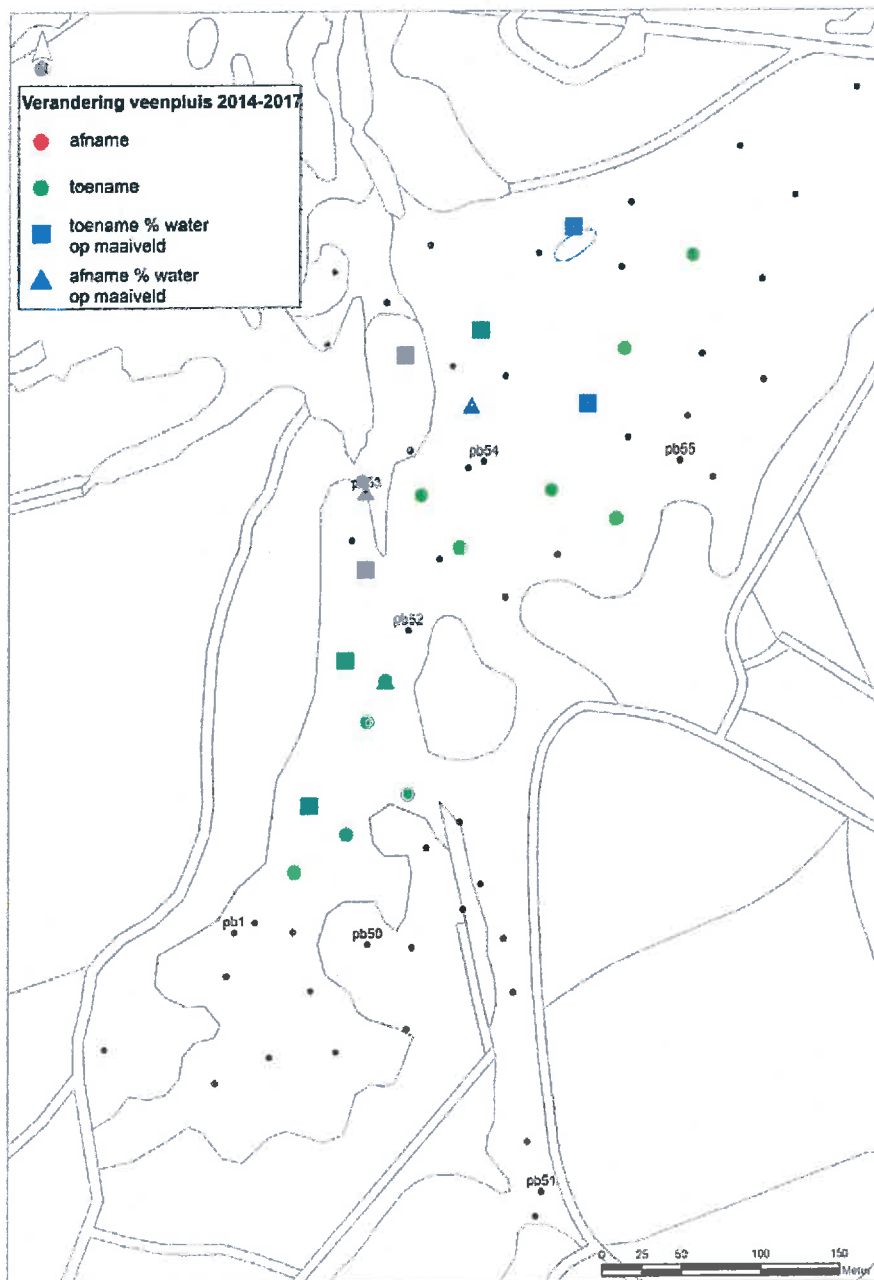 Verandering veenpluis 2014-2017
afname
toename
toename % water
op maaiveld
afname % water
op maaiveld
pb54
pb55
pb52
pb1
pb50
pb51
0 25 50 100 150
Meter